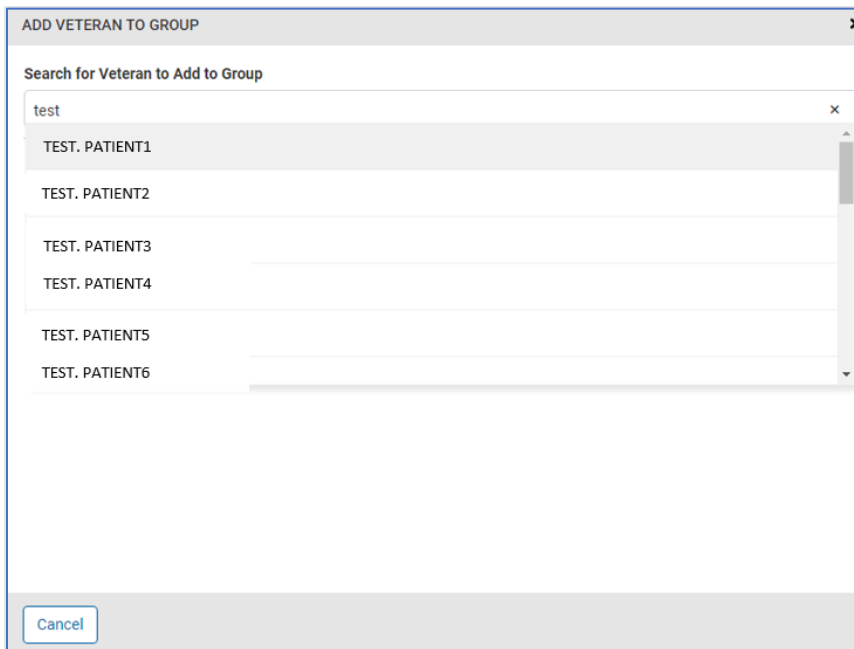 ADD VETERAN TO GROUP
Search for Veteran to Add to Group
test
TEST. PATIENT1
TEST. PATIENT2
TEST. PATIENT3
TEST. PATIENT4
TEST. PATIENT5
TEST. PATIENT6
Cancel